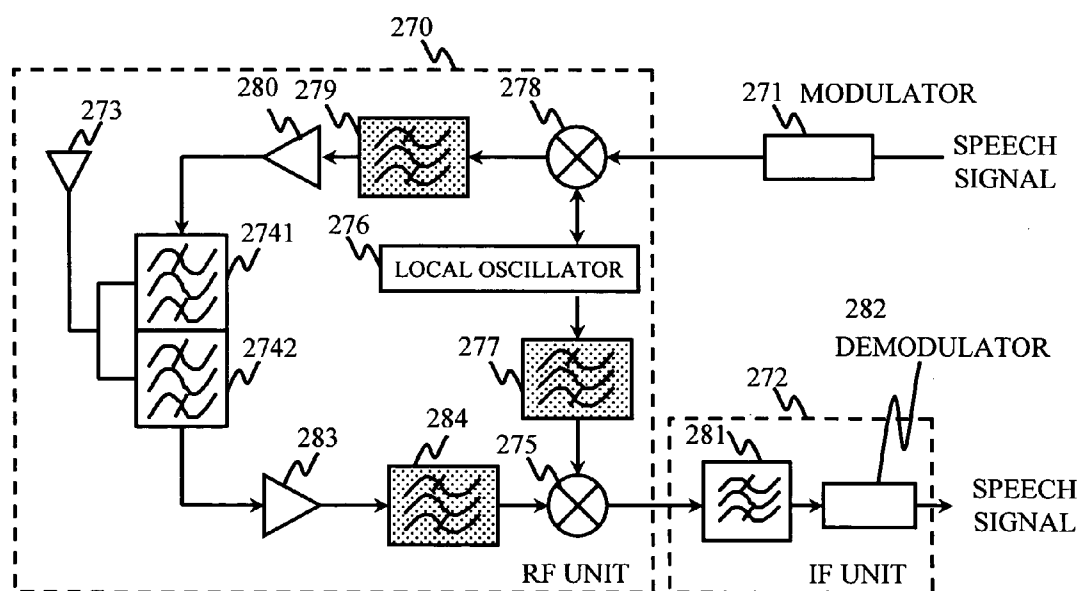 270
273
280
279
278
271 MODULATOR
SPEECH
SIGNAL
276
2741
LOCAL OSCILLATOR
2742
277
282
DEMODULATOR
272
283
284
275
281
SPEECH
SIGNAL
RF UNIT
IF UNIT